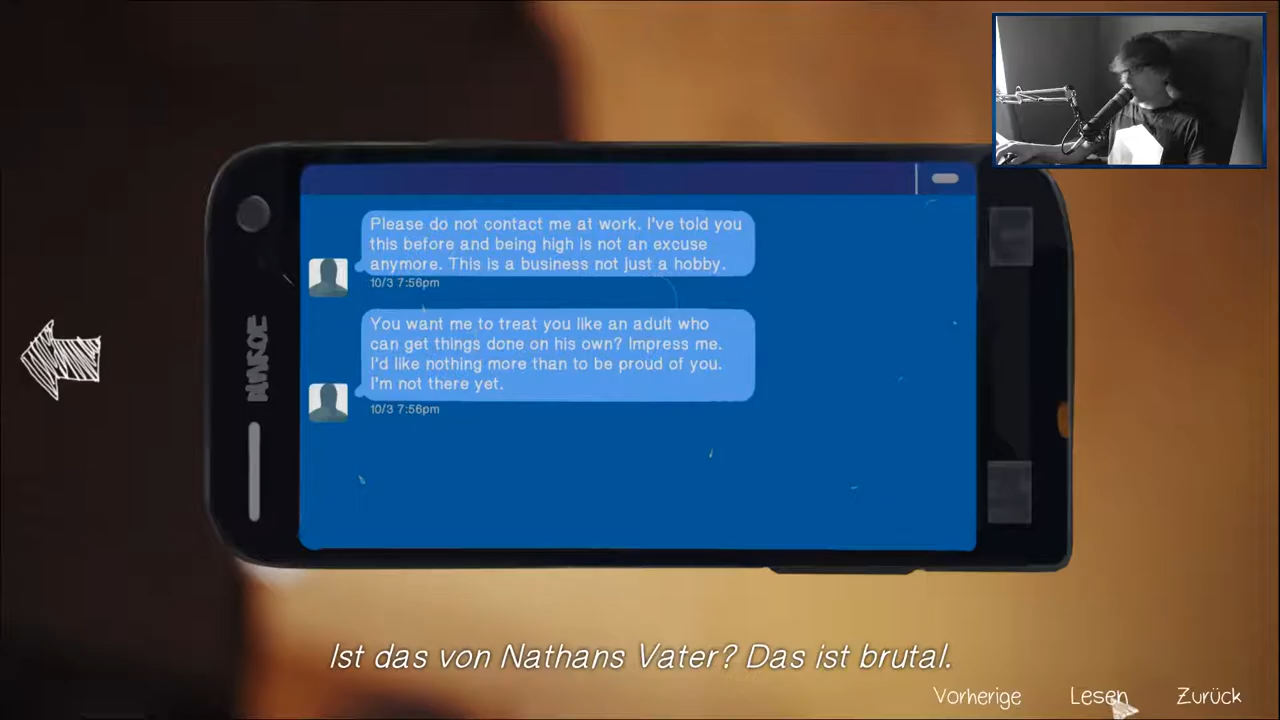 Please do not contact me at work. I've told you
this before and being high is not an excuse
anymore. This is a business not just a hobby.
10/3 7:56pm
You want me to treat you like an adult who
can get things done on his own? Impress me.
I'd like nothing more than to be proud of you.
I'm not there yet.
10/3 7:56pm
Ist das von Nathans Vater? Das ist brutal.
Vorherige
Lesen
Zurück